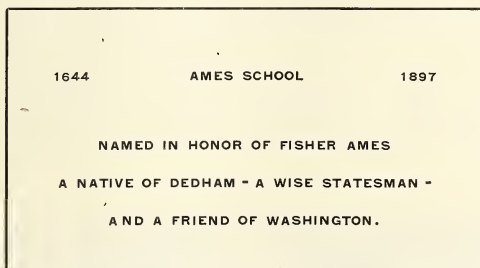 1644 AMES SCHOOL 1897
NAMED IN HONOR OF FISHER AMES
A NATIVE OF DEDHAM - A WISE STATESMAN -
AND A FRIEND OF WASHINGTON.